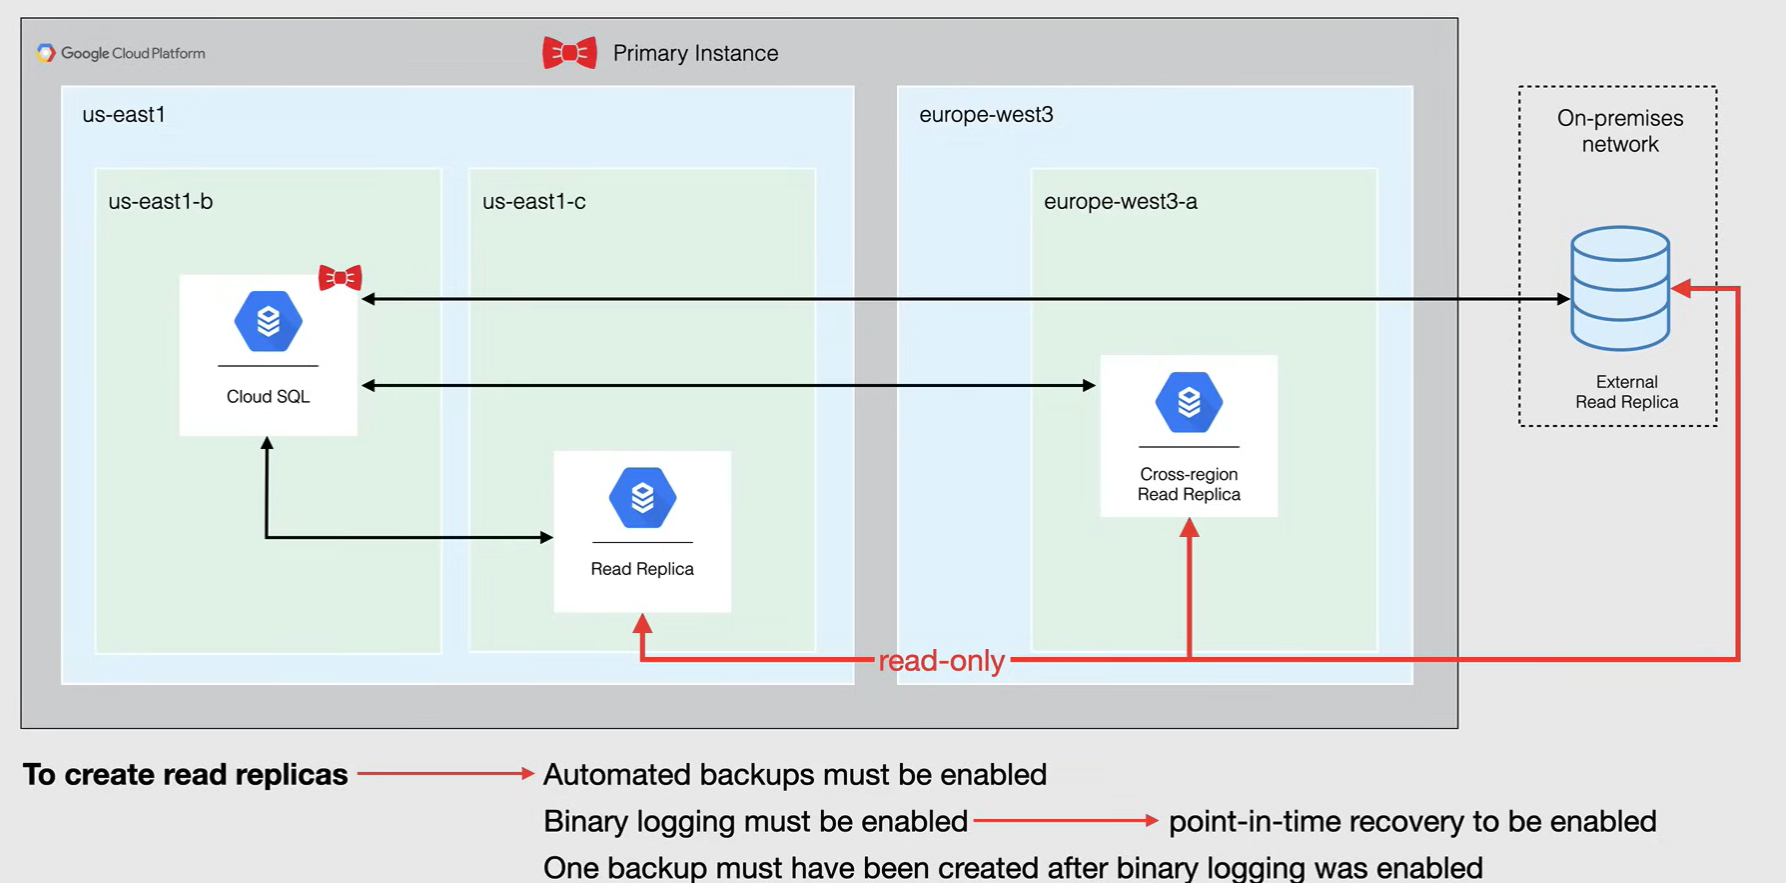 Google Cloud Platform
Primary Instance
us-east1
europe-west3
On-premises
network
us-east1-b
us-east1-c
europe-west3-a
Cloud SQL
External
Read Replica
Cross-region
Read Replica
Read Replica
read-only
To create read replicas
Automated backups must be enabled
Binary logging must be enabled
point-in-time recovery to be enabled
One backup must have been created after binary logging was enabled